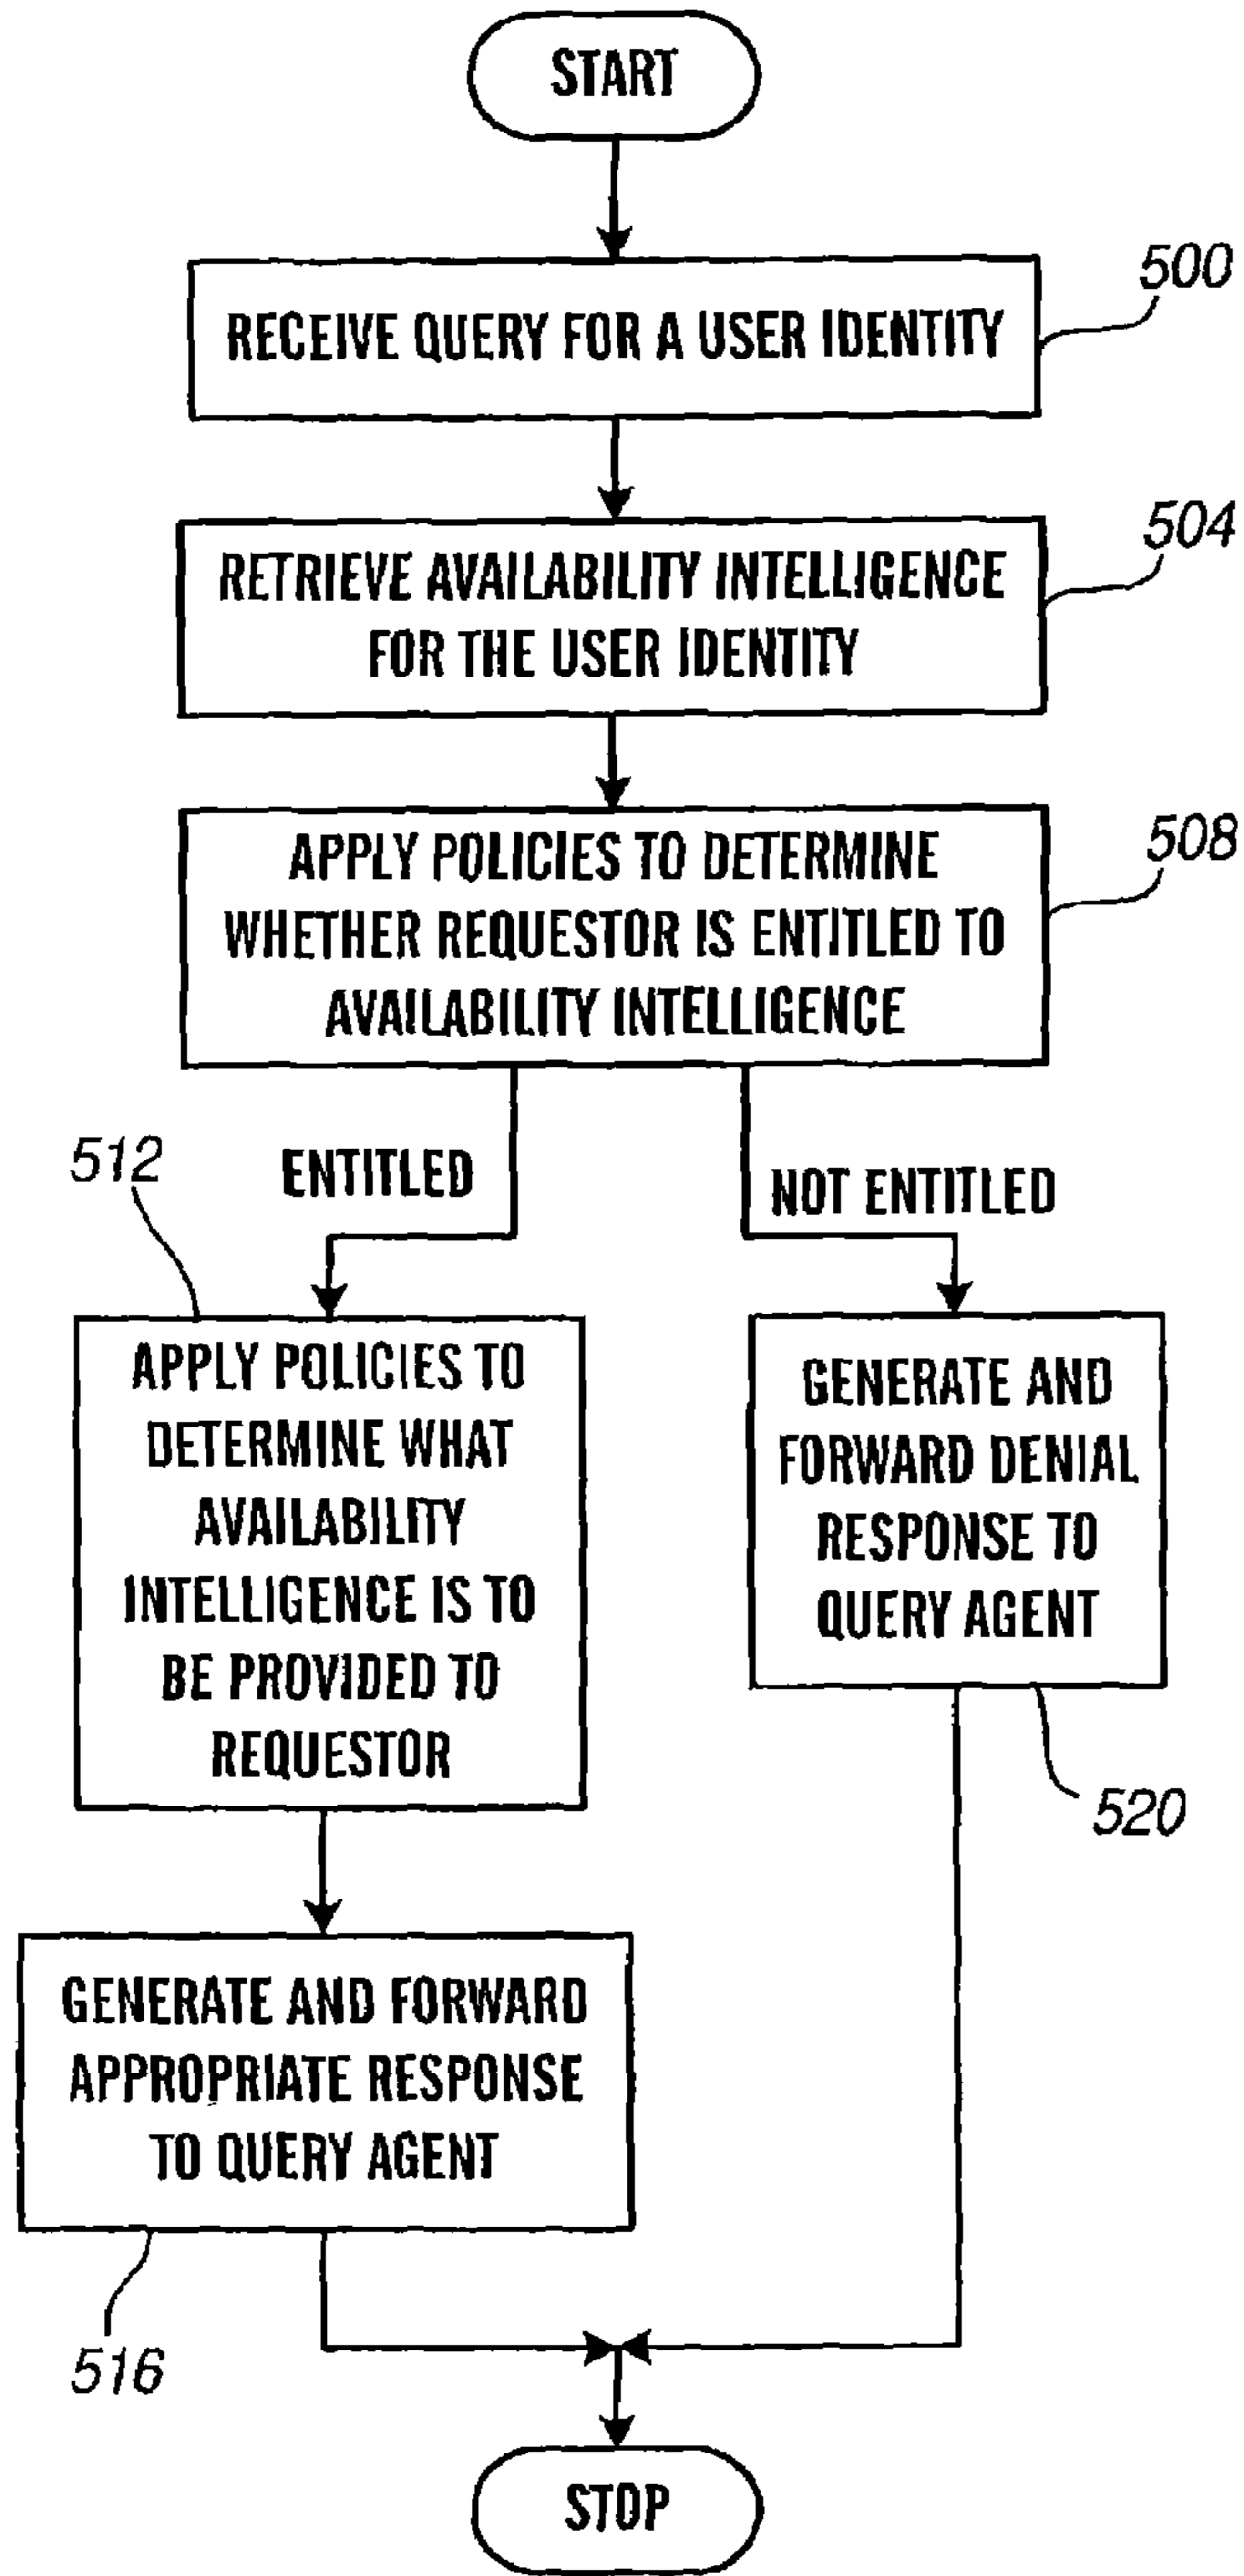 START
RECEIVE QUERY FOR A USER IDENTITY
500
RETRIEVE AVAILABILITY INTELLIGENCE
FOR THE USER IDENTITY
504
APPLY POLICIES TO DETERMINE
WHETHER REQUESTOR IS ENTITLED TO
AVAILABILITY INTELLIGENCE
508
ENTITLED
NOT ENTITLED
512
APPLY POLICIES TO
DETERMINE WHAT
AVAILABILITY
INTELLIGENCE IS TO
BE PROVIDED TO
REQUESTOR
GENERATE AND
FORWARD DENIAL
RESPONSE TO
QUERY AGENT
520
GENERATE AND FORWARD
APPROPRIATE RESPONSE
TO QUERY AGENT
516
STOP